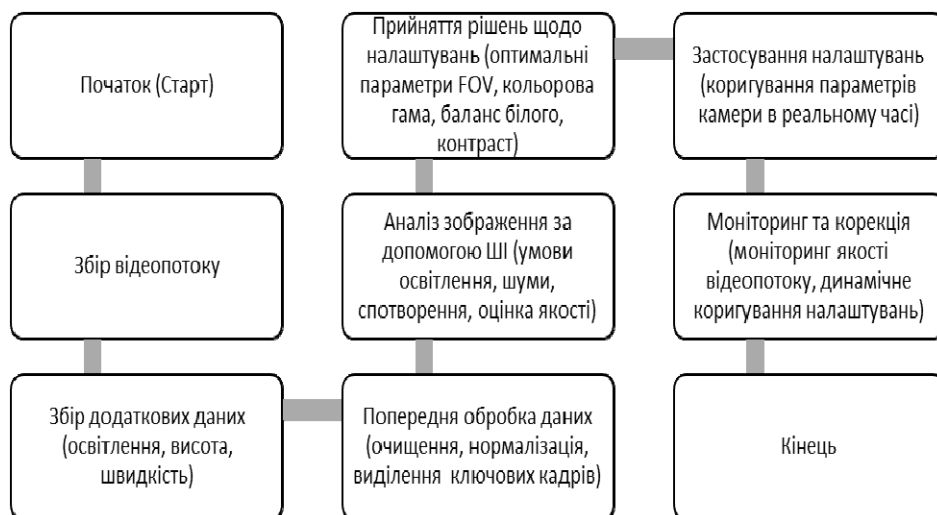 Початок (Старт)
Збір відеопотоку
Збір додаткових даних
(освітлення, висота,
швидкість)
Попередня обробка даних
(очищення, нормалізація,
виділення ключових кадрів)
Аналіз зображення за
допомогою ШІ (умови
освітлення, шуми,
спотворення, оцінка якості)
Прийняття рішень щодо
налаштувань (оптимальні
параметри FOV, кольорова
гама, баланс білого,
контраст)
Застосування налаштувань
(коригування параметрів
камери в реальному часі)
Моніторинг та корекція
(моніторинг якості
відеопотоку, динамічне
коригування налаштувань)
Кінець